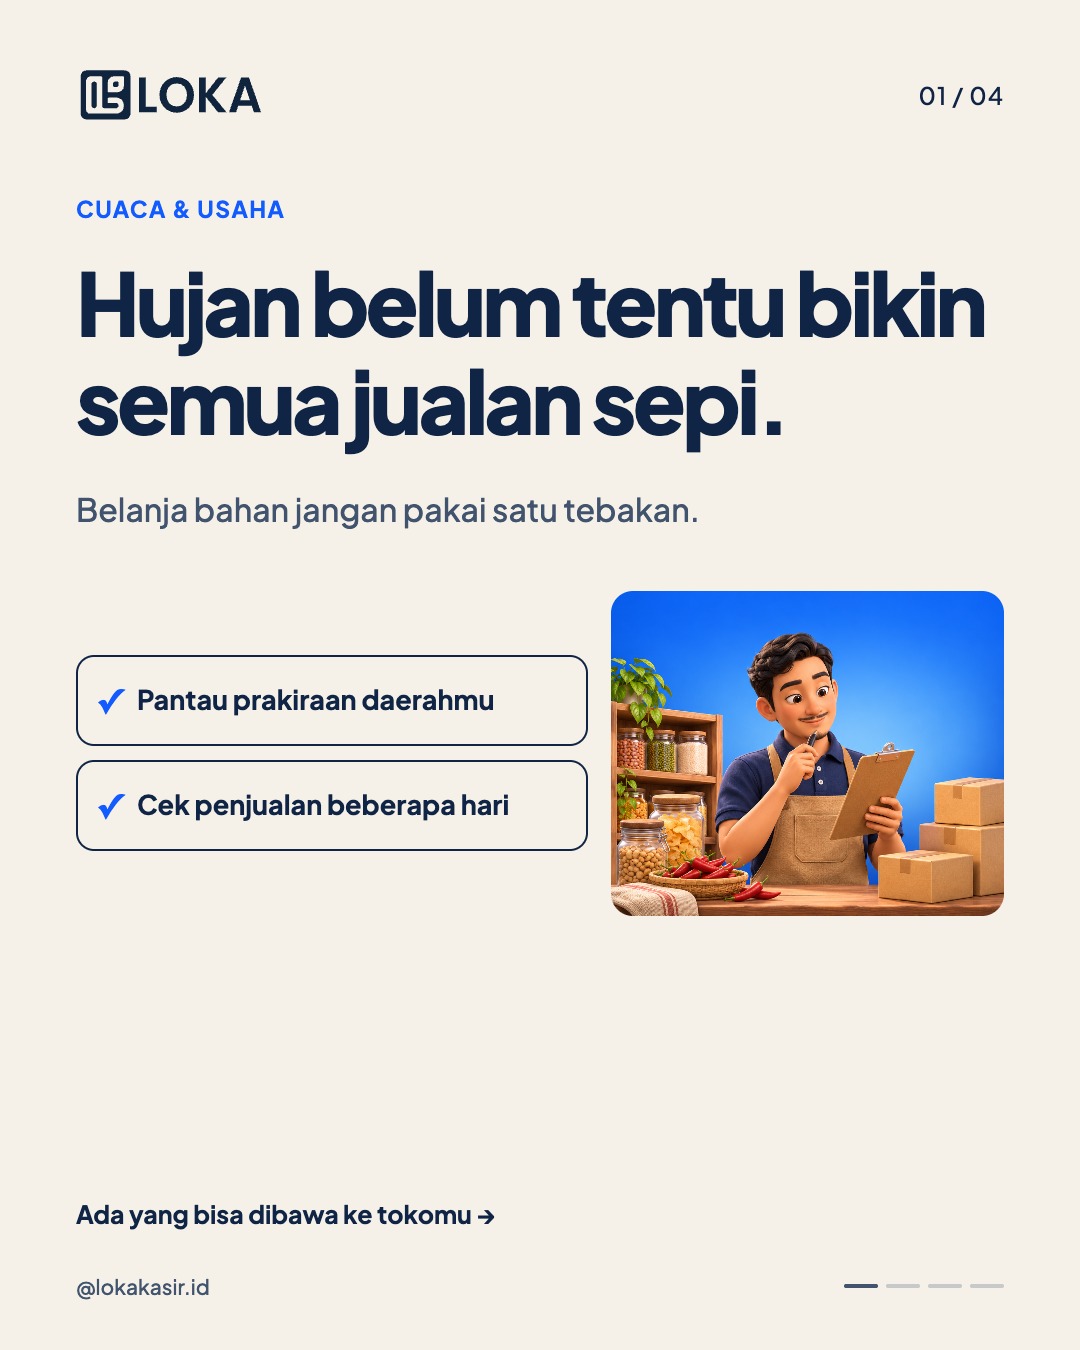 LOKA
01 / 04
CUACA & USAHA
Hujan belum tentu bikin
semua jualan sepi.
Belanja bahan jangan pakai satu tebakan.
✓ Pantau prakiraan daerahmu
✓ Cek penjualan beberapa hari
Ada yang bisa dibawa ke tokomu →
@lokakasir.id